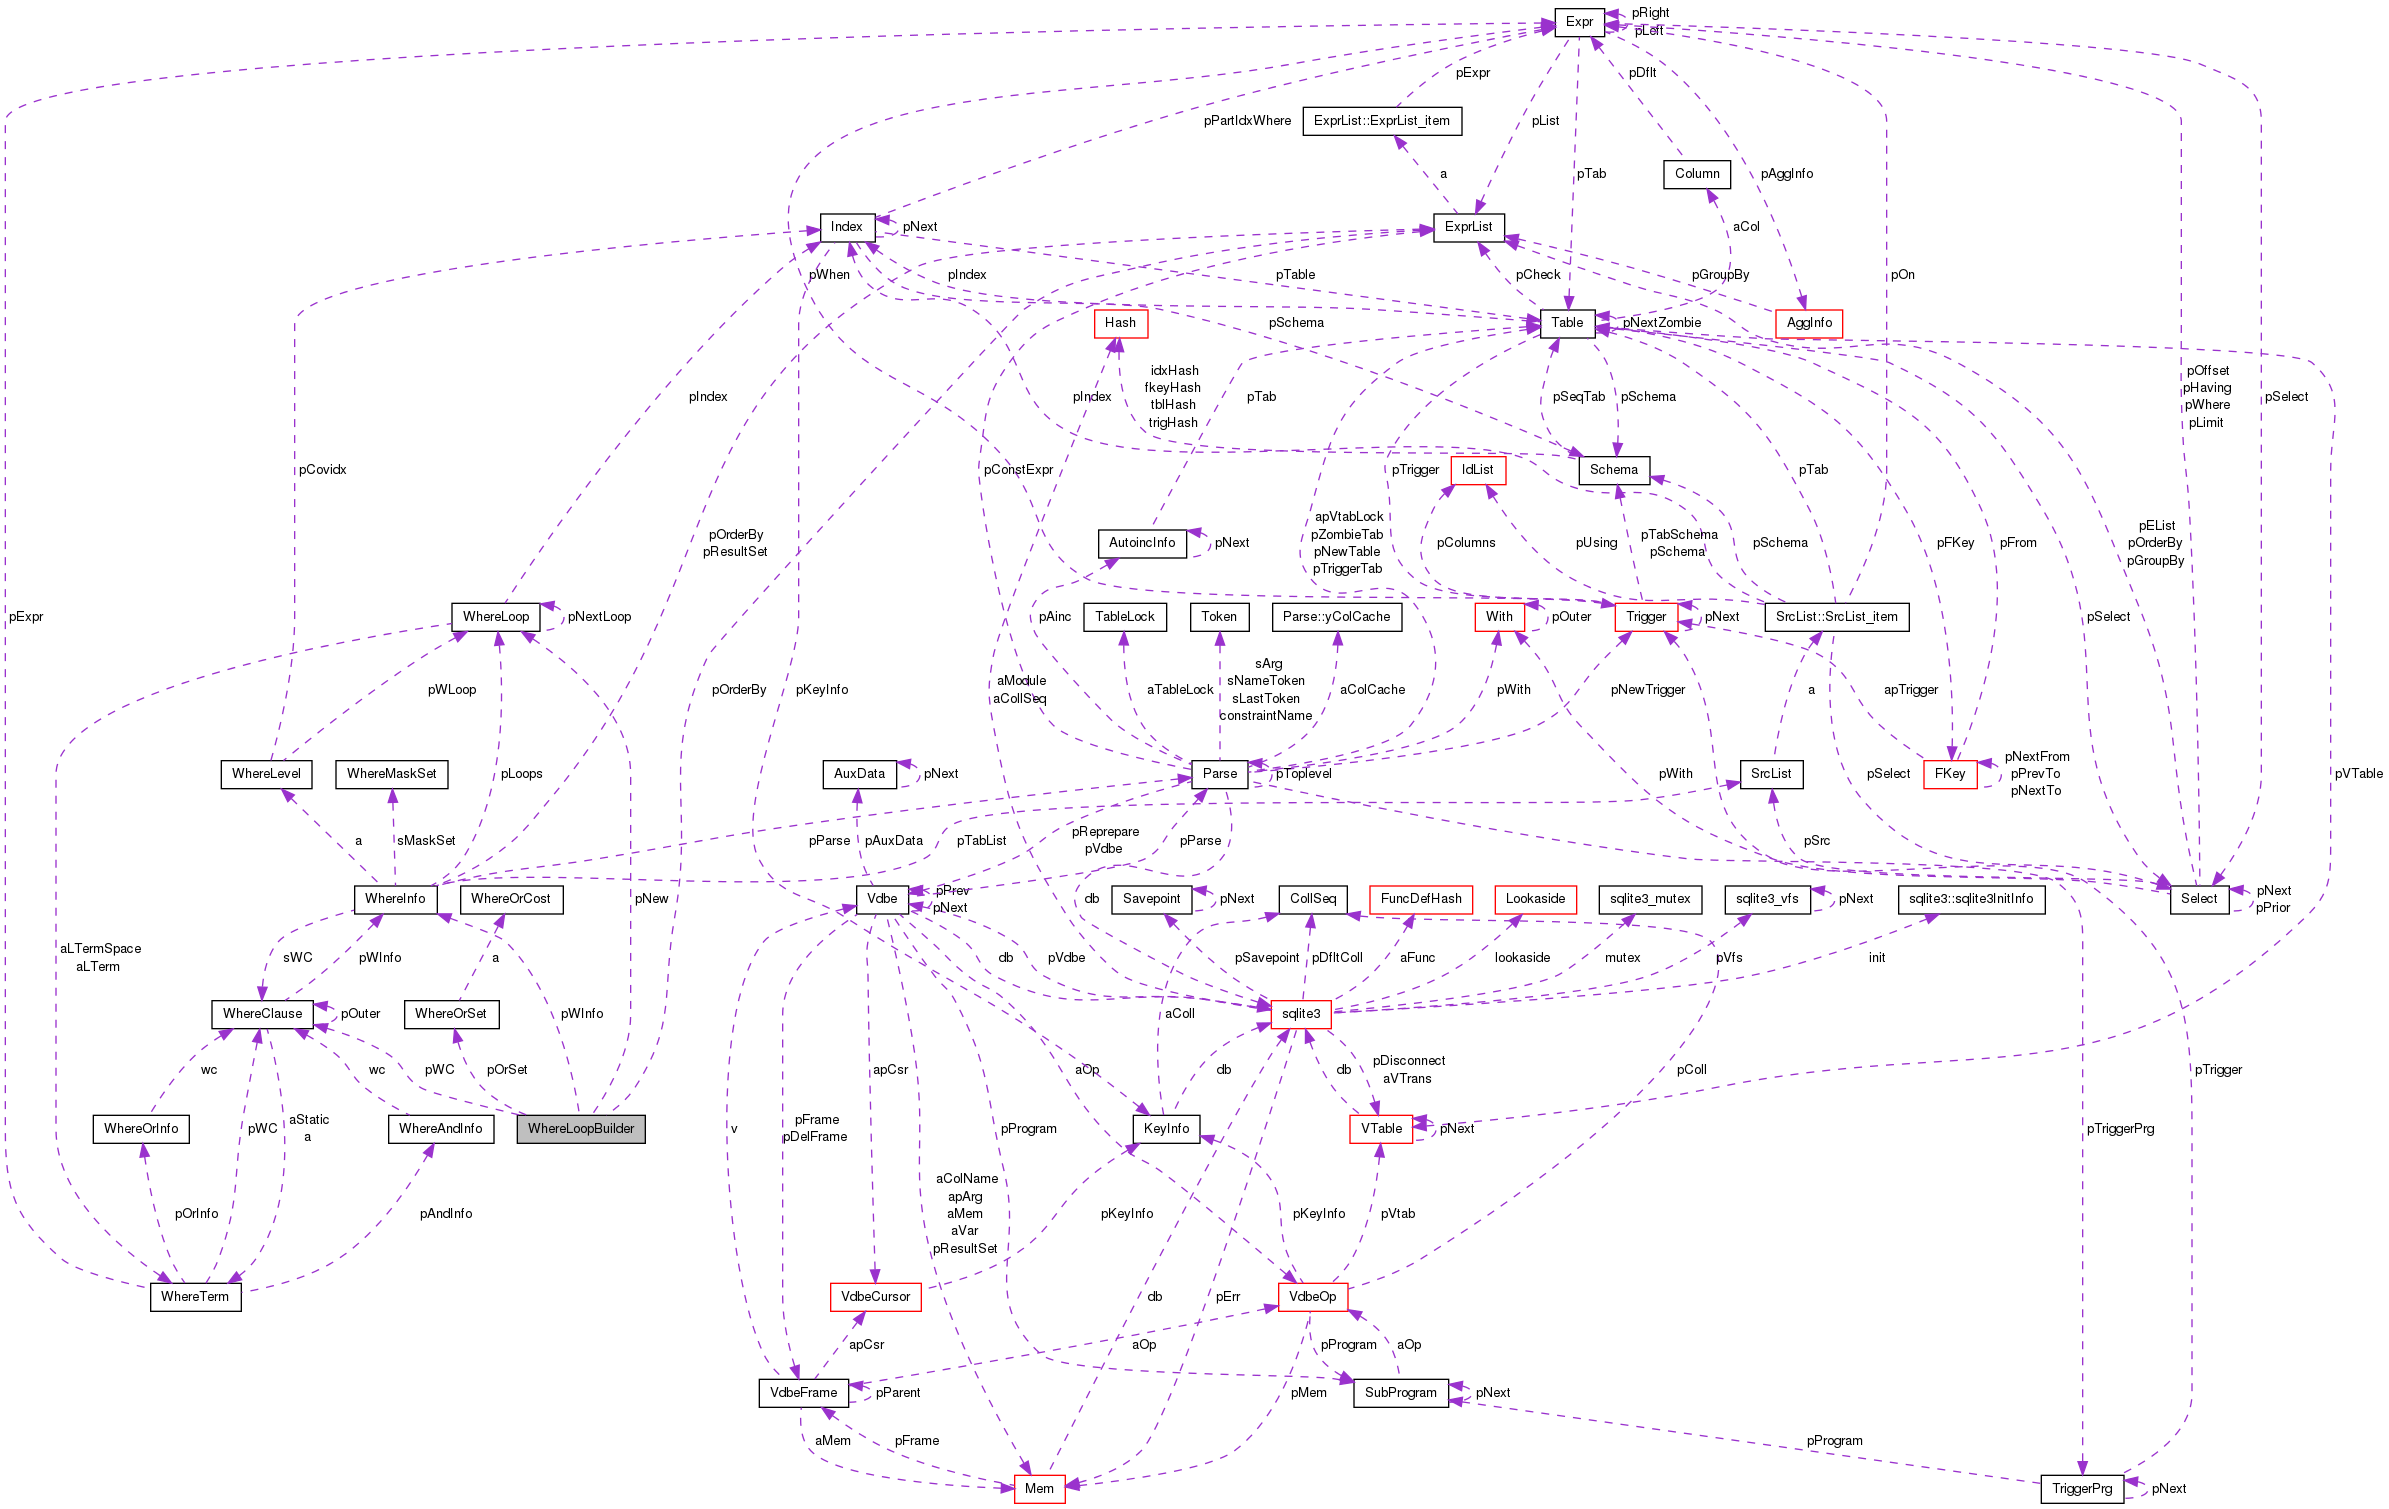 Expr
pRight
pLeft
pExpr
pDflt
ExprList::ExprList_item
pList
pPartIdxWhere
a
pTab
Column
pAggInfo
Index
pNext
ExprList
aCol
pWhen
pIndex
pTable
pCheck
pGroupBy
pOn
Hash
pSchema
Table
pNextZombie
AggInfo
idxHash
fkeyHash
tblHash
trigHash
pIndex
pTab
pSeqTab
pSchema
pOffset
pHaving
pWhere
pLimit
pSelect
pIndex
pCovidx
pConstExpr
pTrigger
IdList
Schema
pTab
pOrderBy
pResultSet
AutoincInfo
pNext
apVtabLock
pZombieTab
pNewTable
pTriggerTab
pColumns
pUsing
pTabSchema
pSchema
pSchema
pFKey
pFrom
pEList
pOrderBy
pGroupBy
pExpr
WhereLoop
pNextLoop
pAinc
TableLock
Token
Parse::yColCache
With
pOuter
Trigger
pNext
SrcList::SrcList_item
pSelect
pWLoop
pOrderBy
pKeyInfo
aModule
aCollSeq
aTableLock
sArg
sNameToken
sLastToken
constraintName
aColCache
pWith
pNewTrigger
a
apTrigger
WhereLevel
WhereMaskSet
pLoops
AuxData
pNext
Parse
pToplevel
pWith
SrcList
pSelect
FKey
pNextFrom
pPrevTo
pNextTo
pVTable
a
sMaskSet
pParse
pAuxData
pTabList
pReprepare
pVdbe
pParse
pSrc
WhereInfo
WhereOrCost
pNew
Vdbe
pPrev
pNext
db
Savepoint
pNext
CollSeq
FuncDefHash
Lookaside
sqlite3_mutex
sqlite3_vfs
pNext
sqlite3::sqlite3InitInfo
Select
pNext
pPrior
aLTermSpace
aLTerm
sWC
pWInfo
a
db
pVdbe
pSavepoint
pDfltColl
aFunc
lookaside
mutex
pVfs
init
WhereClause
pOuter
WhereOrSet
pWInfo
aColl
sqlite3
wc
wc
pWC
pOrSet
apCsr
aOp
db
db
pDisconnect
aVTrans
pColl
pTrigger
WhereOrInfo
pWC
aStatic
a
WhereAndInfo
WhereLoopBuilder
v
pFrame
pDelFrame
pProgram
KeyInfo
VTable
pNext
pTriggerPrg
pOrInfo
pAndInfo
aColName
apArg
aMem
aVar
pResultSet
pKeyInfo
pKeyInfo
pVtab
WhereTerm
VdbeCursor
db
pErr
VdbeOp
apCsr
aOp
pProgram
aOp
VdbeFrame
pParent
pMem
SubProgram
pNext
aMem
pFrame
pProgram
Mem
TriggerPrg
pNext